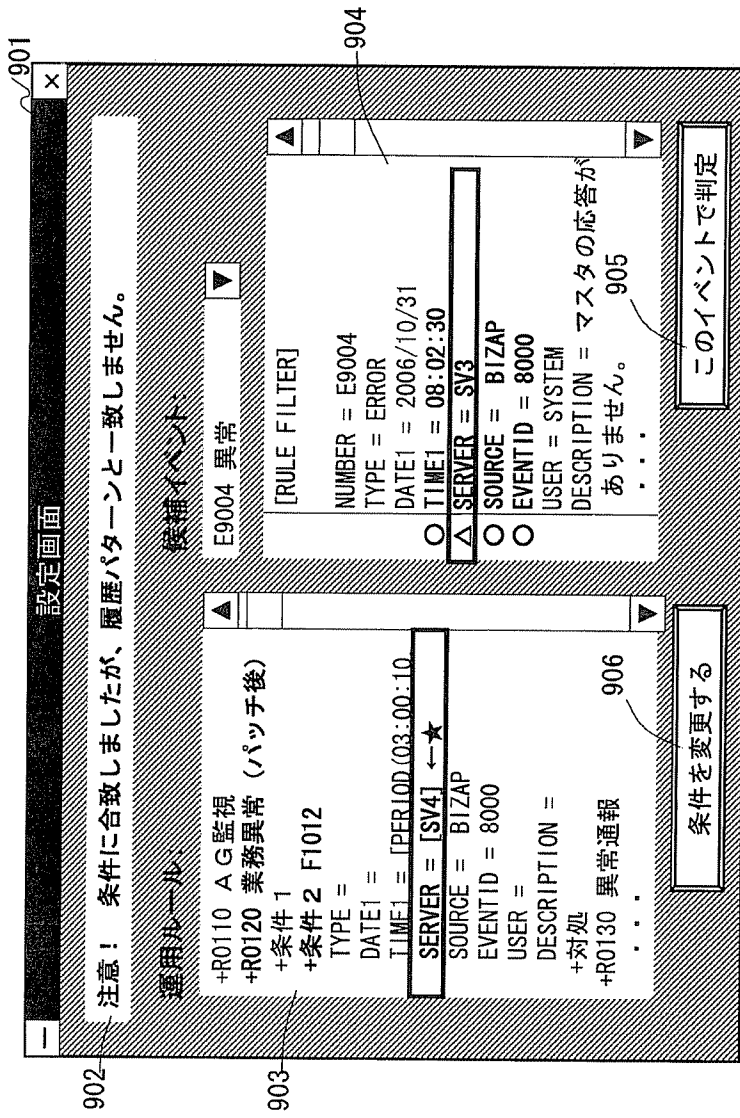 901
設定画面
902
注意！ 条件に合致しましたが、履歴パターンと一致しません。
運用ルール：
903
+R0110 AG監視
+R0120 業務異常 (パッチ後)
+条件1
+条件2 F1012
TYPE =
DATE1 =
TIME1 = [PERIOD(03:00:10
SERVER = [SV4] ←★
SOURCE = BIZAP
EVENTID = 8000
USER =
DESCRIPTION =
+対処
+R0130 異常通報
・・・
906
条件を変更する
候補イベント：
E9004 異常
▼
904
[RULE FILTER]
NUMBER = E9004
TYPE = ERROR
DATE1 = 2006/10/31
○ TIME1 = 08:02:30
△ SERVER = SV3
○ SOURCE = BIZAP
○ EVENTID = 8000
USER = SYSTEM
DESCRIPTION = マスタの応答が
ありません。
・・・
905
このイベントで判定